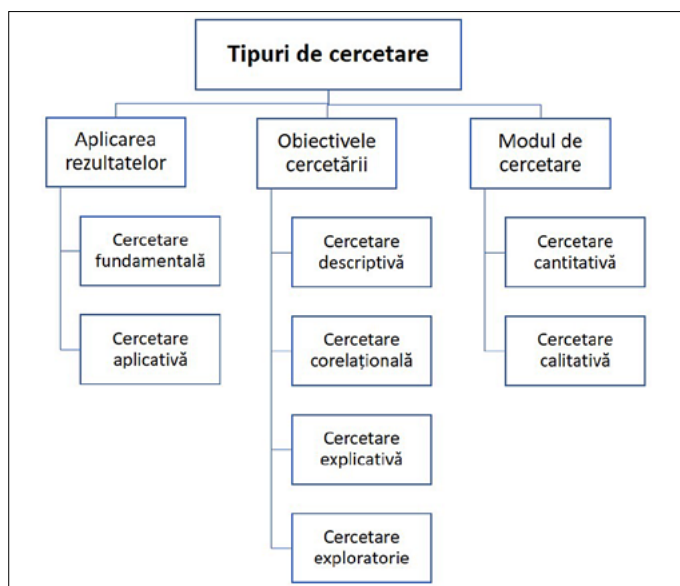 Tipuri de cercetare
Aplicarea
rezultatelor
Cercetare
fundamentală
Cercetare
aplicativă
Obiectivele
cercetării
Cercetare
descriptivă
Cercetare
corelațională
Cercetare
explicativă
Cercetare
exploratorie
Modul de
cercetare
Cercetare
cantitativă
Cercetare
calitativă